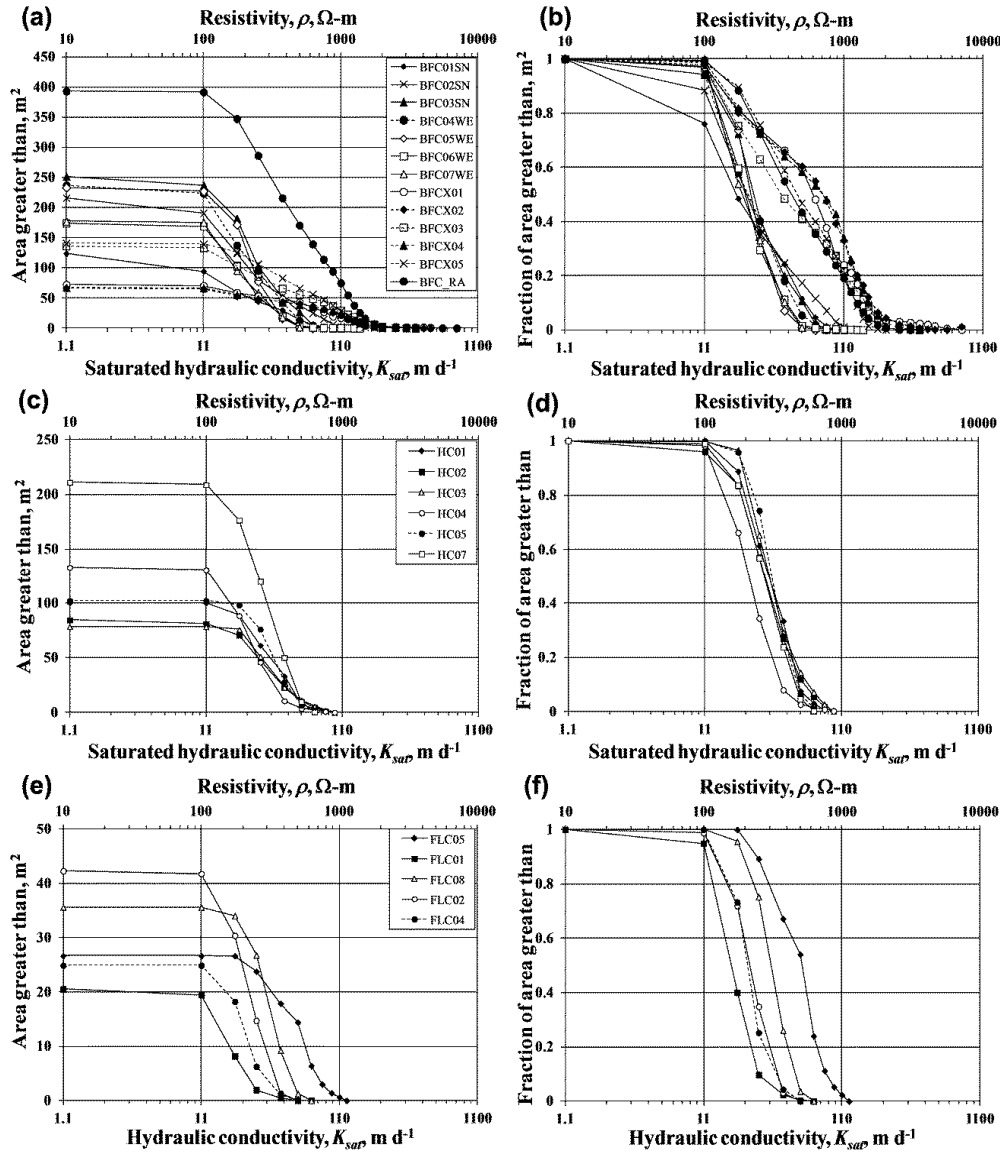 (a)
Resistivity, ρ, Ω-m
10 100 1000 10000
Area greater than, m²
450
400
350
300
250
200
150
100
50
0
BFC01SN
BFC02SN
BFC03SN
BFC04WE
BFC05WE
BFC06WE
BFC07WE
BFCX01
BFCX02
BFCX03
BFCX04
BFCX05
BFC_RA
1.1 11 110 1100
Saturated hydraulic conductivity, Ksat, m d-1
(b)
Resistivity, ρ, Ω-m
10 100 1000 10000
Fraction of area greater than, m²
1
0.8
0.6
0.4
0.2
0
1.1 11 110 1100
Saturated hydraulic conductivity, Ksat, m d-1
(c)
Resistivity, ρ, Ω-m
10 100 1000 10000
Area greater than, m²
250
200
150
100
50
0
HC01
HC02
HC03
HC04
HC05
HC07
1.1 11 110 1100
Saturated hydraulic conductivity, Ksat, m d-1
(d)
Resistivity, ρ, Ω-m
10 100 1000 10000
Fraction of area greater than
1
0.8
0.6
0.4
0.2
0
1.1 11 110 1100
Saturated hydraulic conductivity Ksat, m d-1
(e)
Resistivity, ρ, Ω-m
10 100 1000 10000
Area greater than, m²
50
40
30
20
10
0
FLC05
FLC01
FLC08
FLC02
FLC04
1.1 11 110 1100
Hydraulic conductivity, Ksat, m d-1
(f)
Resistivity, ρ, Ω-m
10 100 1000 10000
Fraction of area greater than
1
0.8
0.6
0.4
0.2
0
1.1 11 110 1100
Hydraulic conductivity, Ksat, m d-1